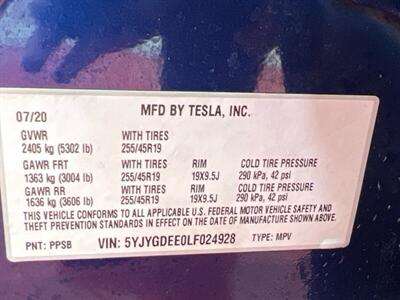 07/20 MFD BY TESLA, INC.
GVWR WITH TIRES
2405 kg (5302 lb) 255/45R19
GAWR FRT WITH TIRES RIM COLD TIRE PRESSURE
1363 kg (3004 lb) 255/45R19 19X9.5J 290 kPa, 42 psi
GAWR RR WITH TIRES RIM COLD TIRE PRESSURE
1636 kg (3606 lb) 255/45R19 19X9.5J 290 kPa, 42 psi
THIS VEHICLE CONFORMS TO ALL APPLICABLE U.S. FEDERAL MOTOR VEHICLE SAFETY AND
THEFT PREVENTION STANDARDS IN EFFECT ON THE DATE OF MANUFACTURE SHOWN ABOVE.
PNT: PPSB VIN: 5YJYGDEE0LF024928 TYPE: MPV